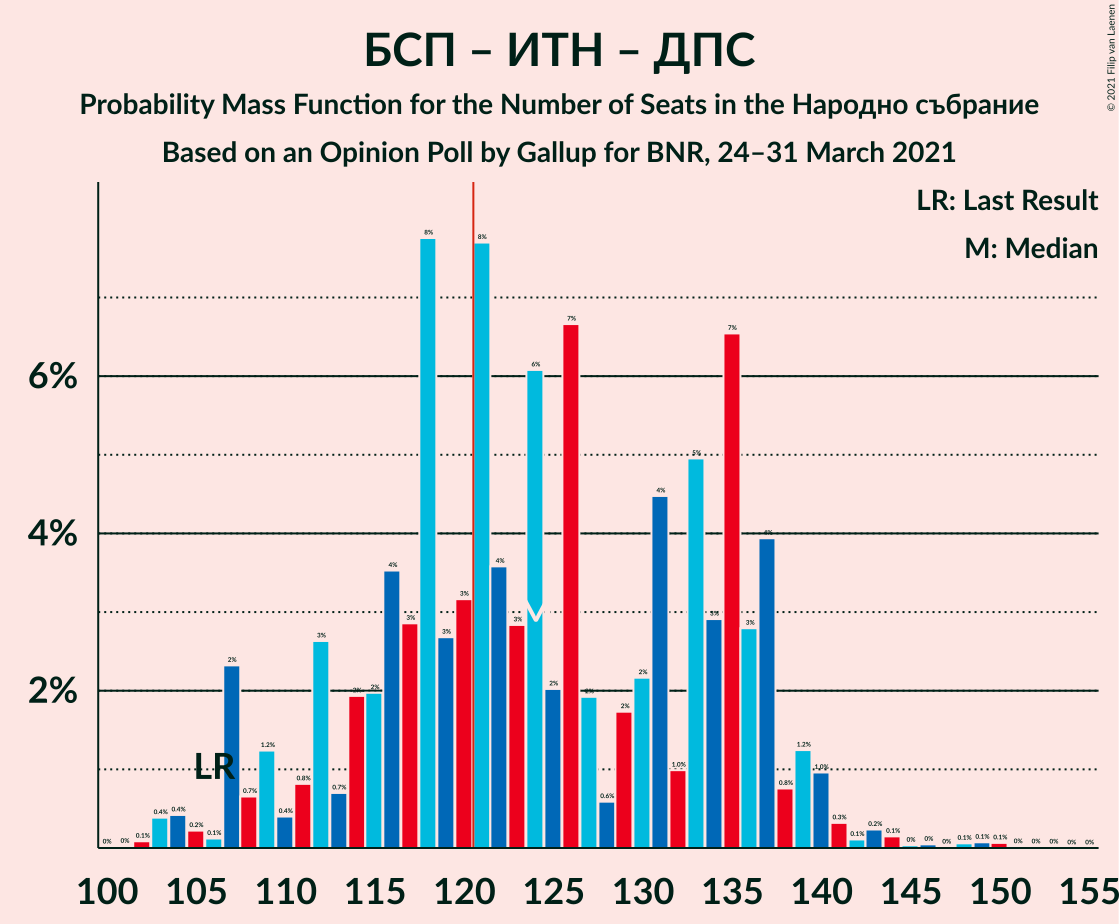 БСП – ИТН – ДПС
Probability Mass Function for the Number of Seats in the Народно събрание
Based on an Opinion Poll by Gallup for BNR, 24–31 March 2021
© 2021 Filip van Laenen
LR: Last Result
M: Median
6%
4%
2%
LR
0% 0% 0.1% 0.4% 0.4% 0.2% 0.1% 2% 0.7% 1.2% 0.4% 0.8% 3% 0.7% 2% 2% 4% 3% 8% 3% 3% 8% 4% 3% 6% 2% 7% 2% 0.6% 2% 2% 4% 1.0% 5% 3% 7% 3% 4% 0.8% 1.2% 1.0% 0.3% 0.1% 0.2% 0.1% 0% 0% 0% 0.1% 0.1% 0.1% 0% 0% 0% 0% 0%
100 105 110 115 120 125 130 135 140 145 150 155